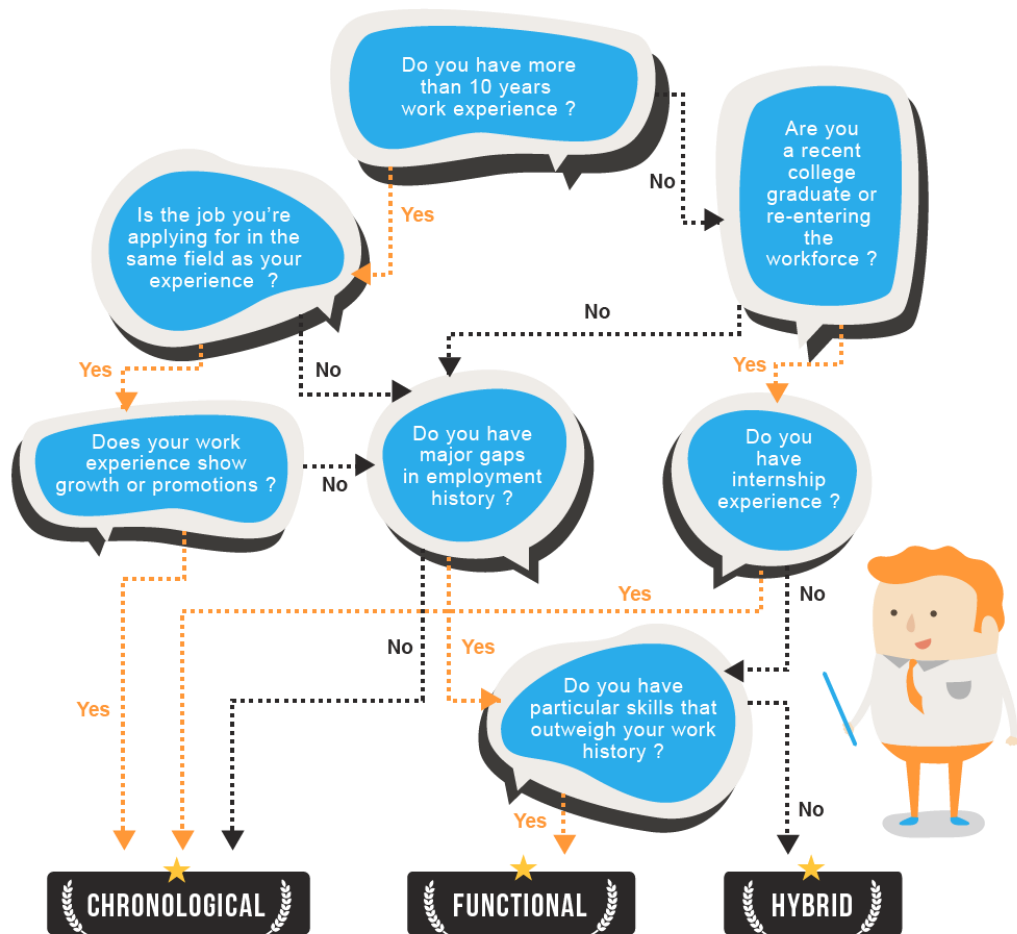 Do you have more
than 10 years
work experience ?
Are you
a recent
college
graduate or
re-entering
the
workforce ?
No
Yes
Is the job you're
applying for in the
same field as your
experience ?
No
Yes
No
Yes
Does your work
experience show
growth or promotions ?
No
Do you have
major gaps
in employment
history ?
Do you
have
internship
experience ?
Yes
No
No
Yes
Yes
Do you have
particular skills that
outweigh your work
history ?
Yes
No
CHRONOLOGICAL
FUNCTIONAL
HYBRID